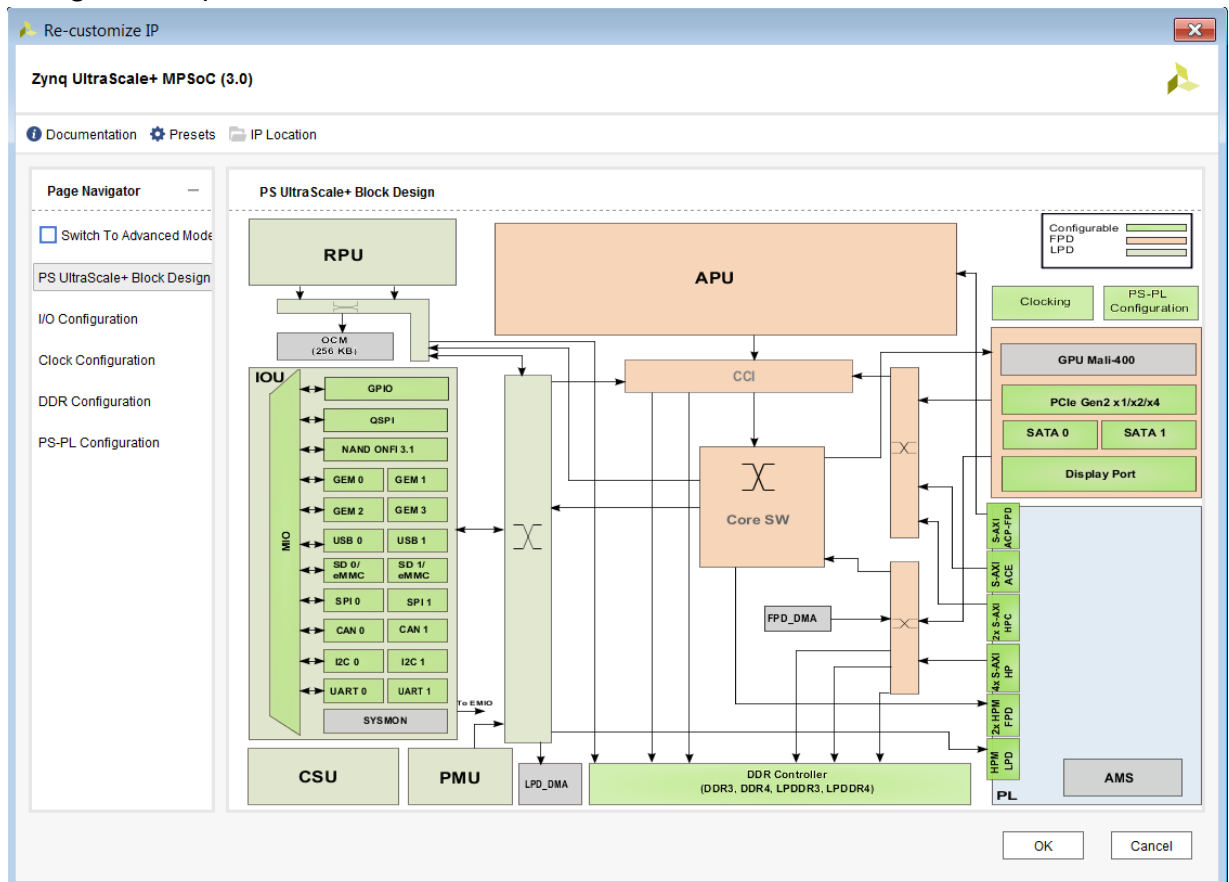 Re-customize IP
Zynq UltraScale+ MPSoC (3.0)
Documentation Presets IP Location
Page Navigator
Switch To Advanced Mode
PS UltraScale+ Block Design
I/O Configuration
Clock Configuration
DDR Configuration
PS-PL Configuration
PS UltraScale+ Block Design
Configurable
FPD
LPD
RPU
APU
Clocking
PS-PL
Configuration
OCM
(256 KB)
CCI
GPU Mali-400
PCIe Gen2 x1/x2/x4
SATA 0
SATA 1
Display Port
IOU
MIO
GPIO
QSPI
NAND ONFI 3.1
GEM 0
GEM 1
GEM 2
GEM 3
USB 0
USB 1
SD 0/
eMMC
SD 1/
eMMC
SPI 0
SPI 1
CAN 0
CAN 1
I2C 0
I2C 1
UART 0
UART 1
SYSMON
To EMIO
Core SW
FPD_DMA
S-AXI
ACP-FPD
S-AXI
ACE
2x S-AXI
HPC
4x S-AXI
HP
2x HPM
FPD
HPM
LPD
CSU
PMU
LPD_DMA
DDR Controller
(DDR3, DDR4, LPDDR3, LPDDR4)
AMS
PL
OK
Cancel